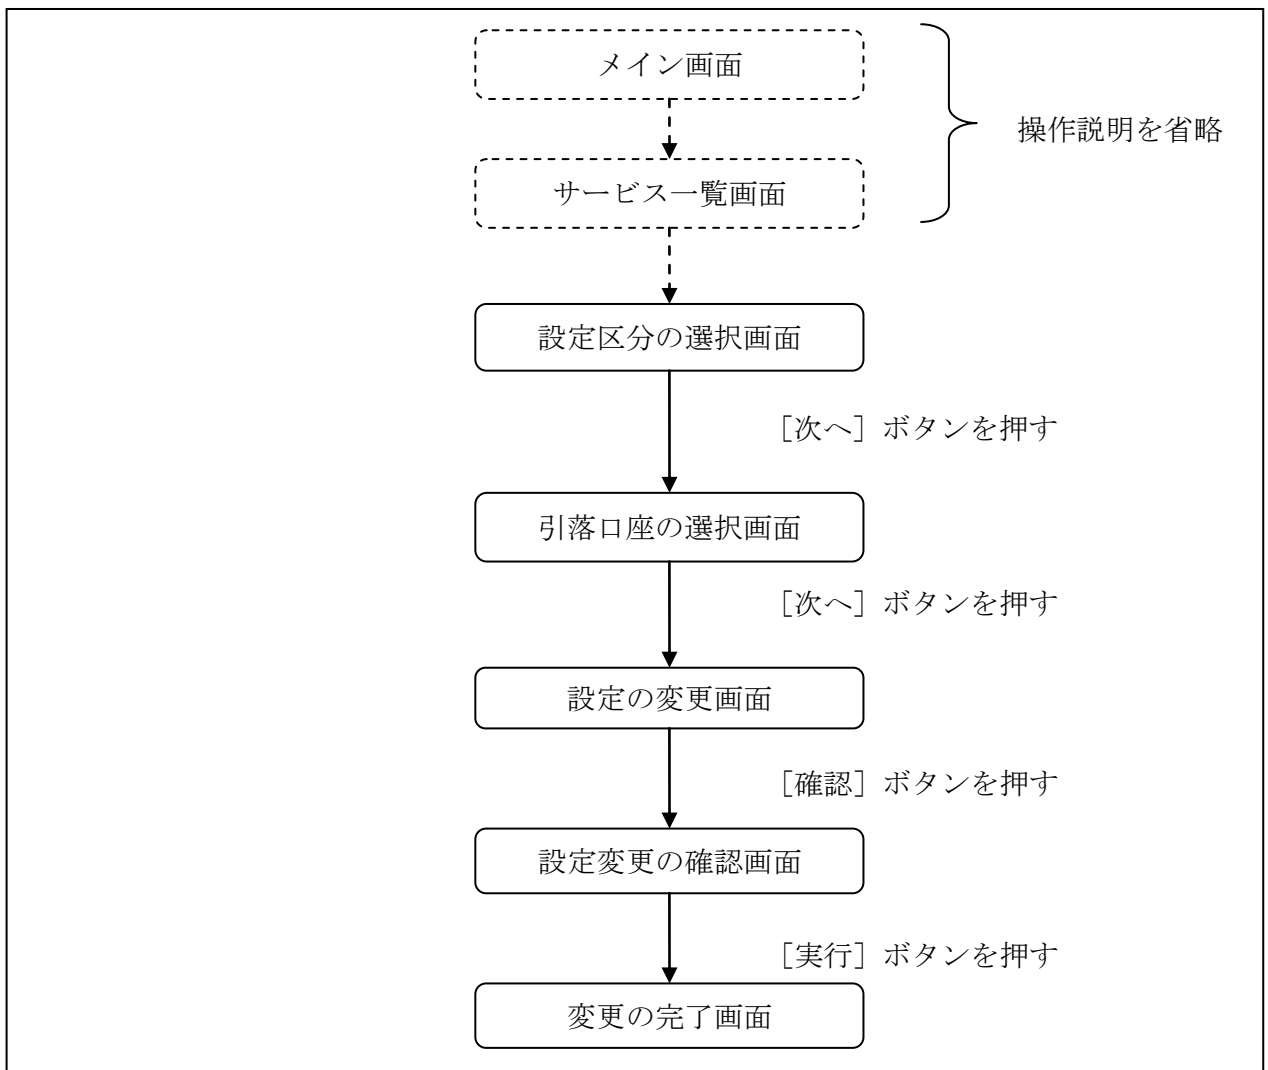 メイン画面
操作説明を省略
サービス一覧画面
設定区分の選択画面
［次へ］ボタンを押す
引落口座の選択画面
［次へ］ボタンを押す
設定の変更画面
［確認］ボタンを押す
設定変更の確認画面
［実行］ボタンを押す
変更の完了画面